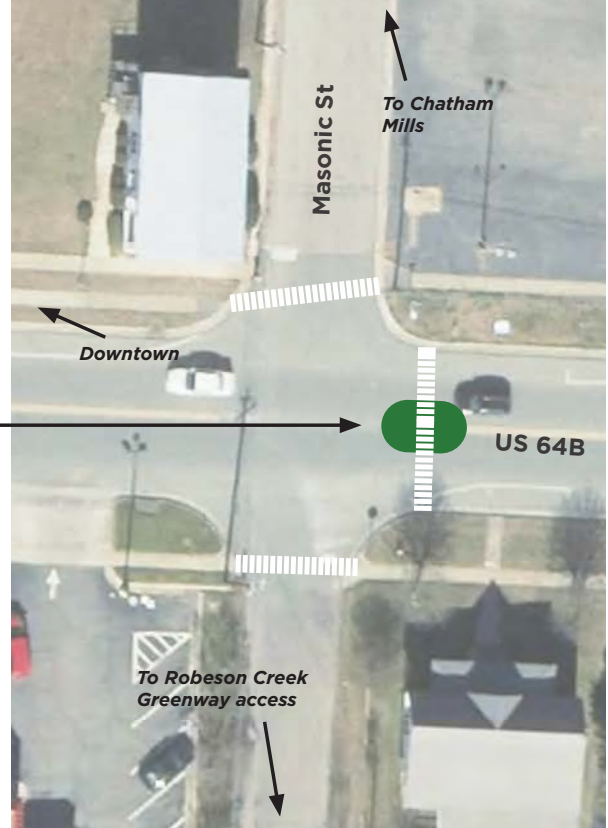 To Chatham
Mills
Masonic St
Downtown
US 64B
To Robeson Creek
Greenway access